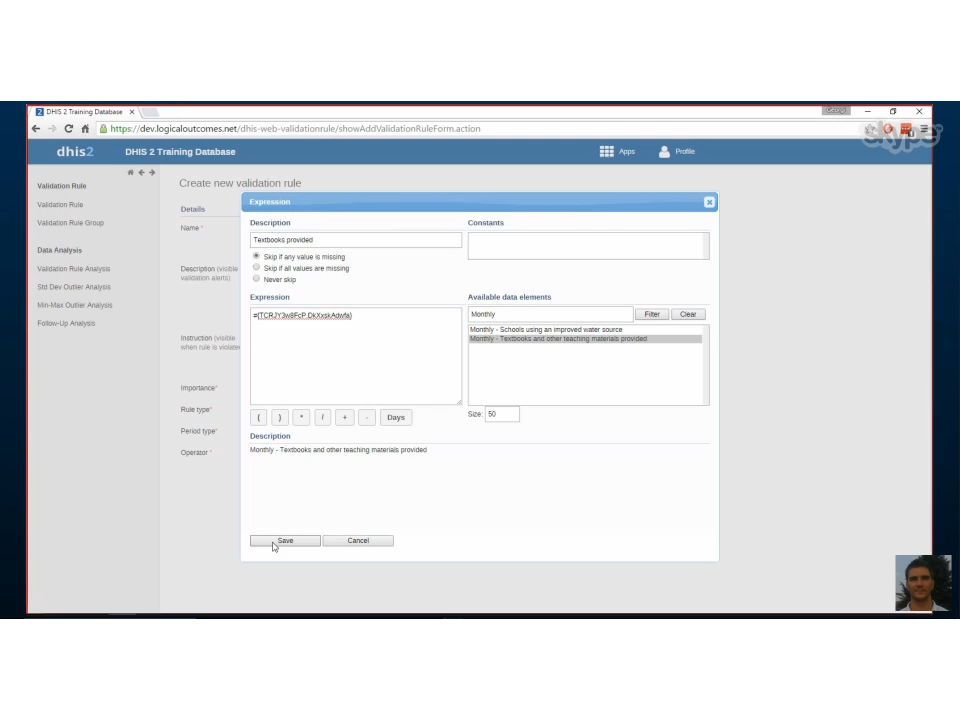 DHIS 2 Training Database
https://dev.logicaloutcomes.net/dhis-web-validationrule/showAddValidationRuleForm.action
skype
dhis2 DHIS 2 Training Database Apps Profile
Validation Rule
Validation Rule
Validation Rule Group
Data Analysis
Validation Rule Analysis
Std Dev Outlier Analysis
Min-Max Outlier Analysis
Follow-Up Analysis
Create new validation rule
Details
Name *
Description (visible
validation alerts)
Instruction (visible
when rule is violated
Importance*
Rule type*
Period type*
Operator *
Expression
Description
Textbooks provided
Skip if any value is missing
Skip if all values are missing
Never skip
Constants
Expression
#{TCRJY3w8FcP.DkXxskAdwfa}
( ) * / + - Days
Available data elements
Monthly Filter Clear
Monthly - Schools using an improved water source
Monthly - Textbooks and other teaching materials provided
Size: 50
Description
Monthly - Textbooks and other teaching materials provided
Save Cancel